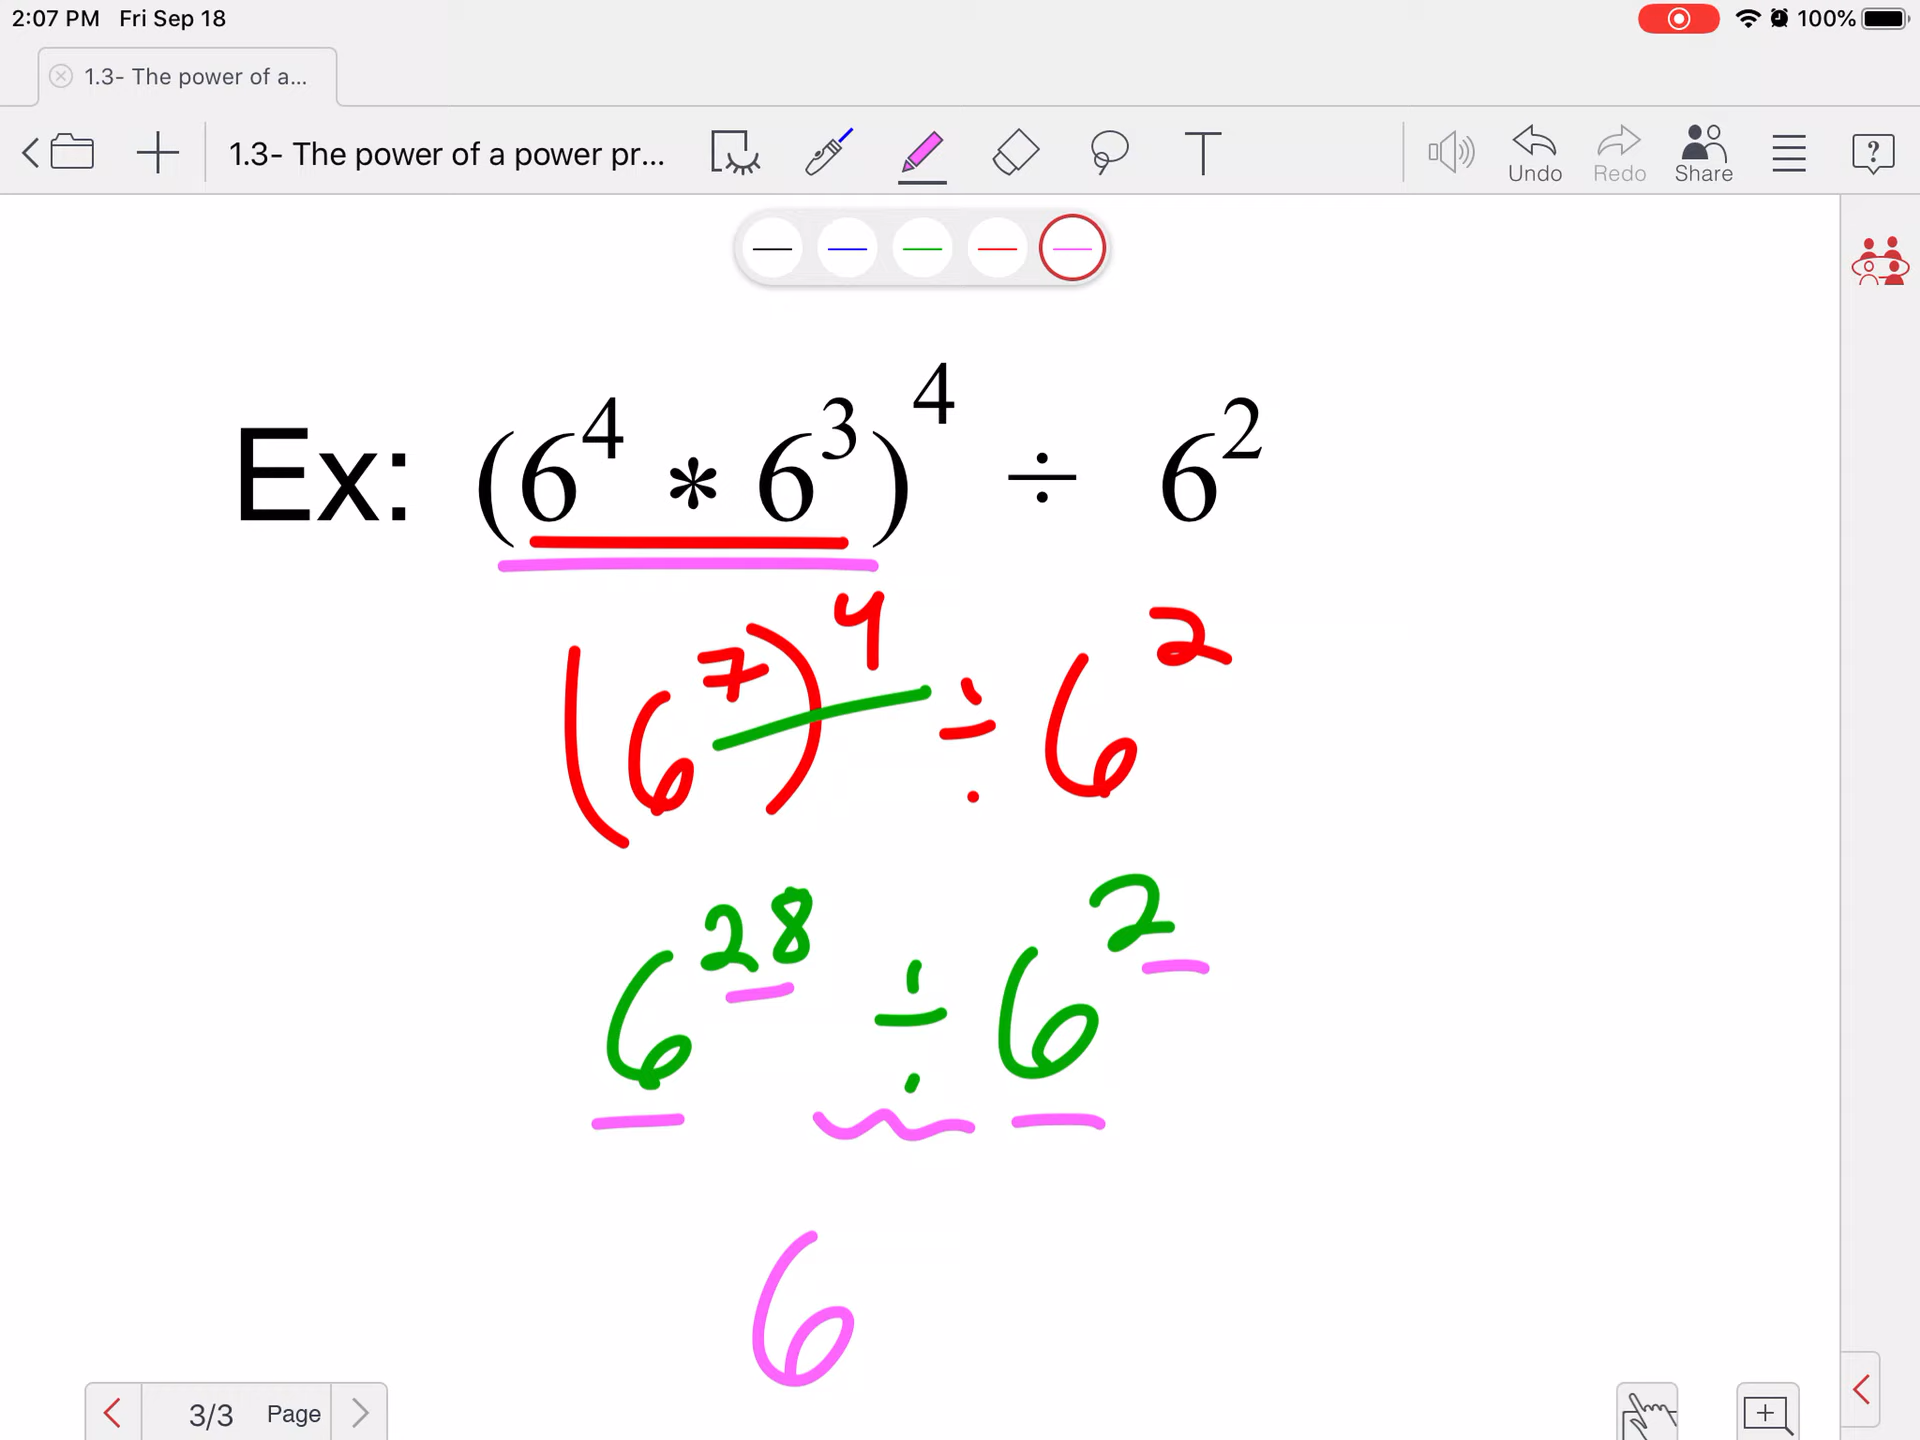 2:07 PM Fri Sep 18 100%
1.3- The power of a...
1.3- The power of a power pr... T Undo Redo Share ?
Ex: (6⁴ * 6³)⁴ ÷ 6²
(6⁷)⁴ ÷ 6²
6²⁸ ÷ 6²
6
3/3 Page